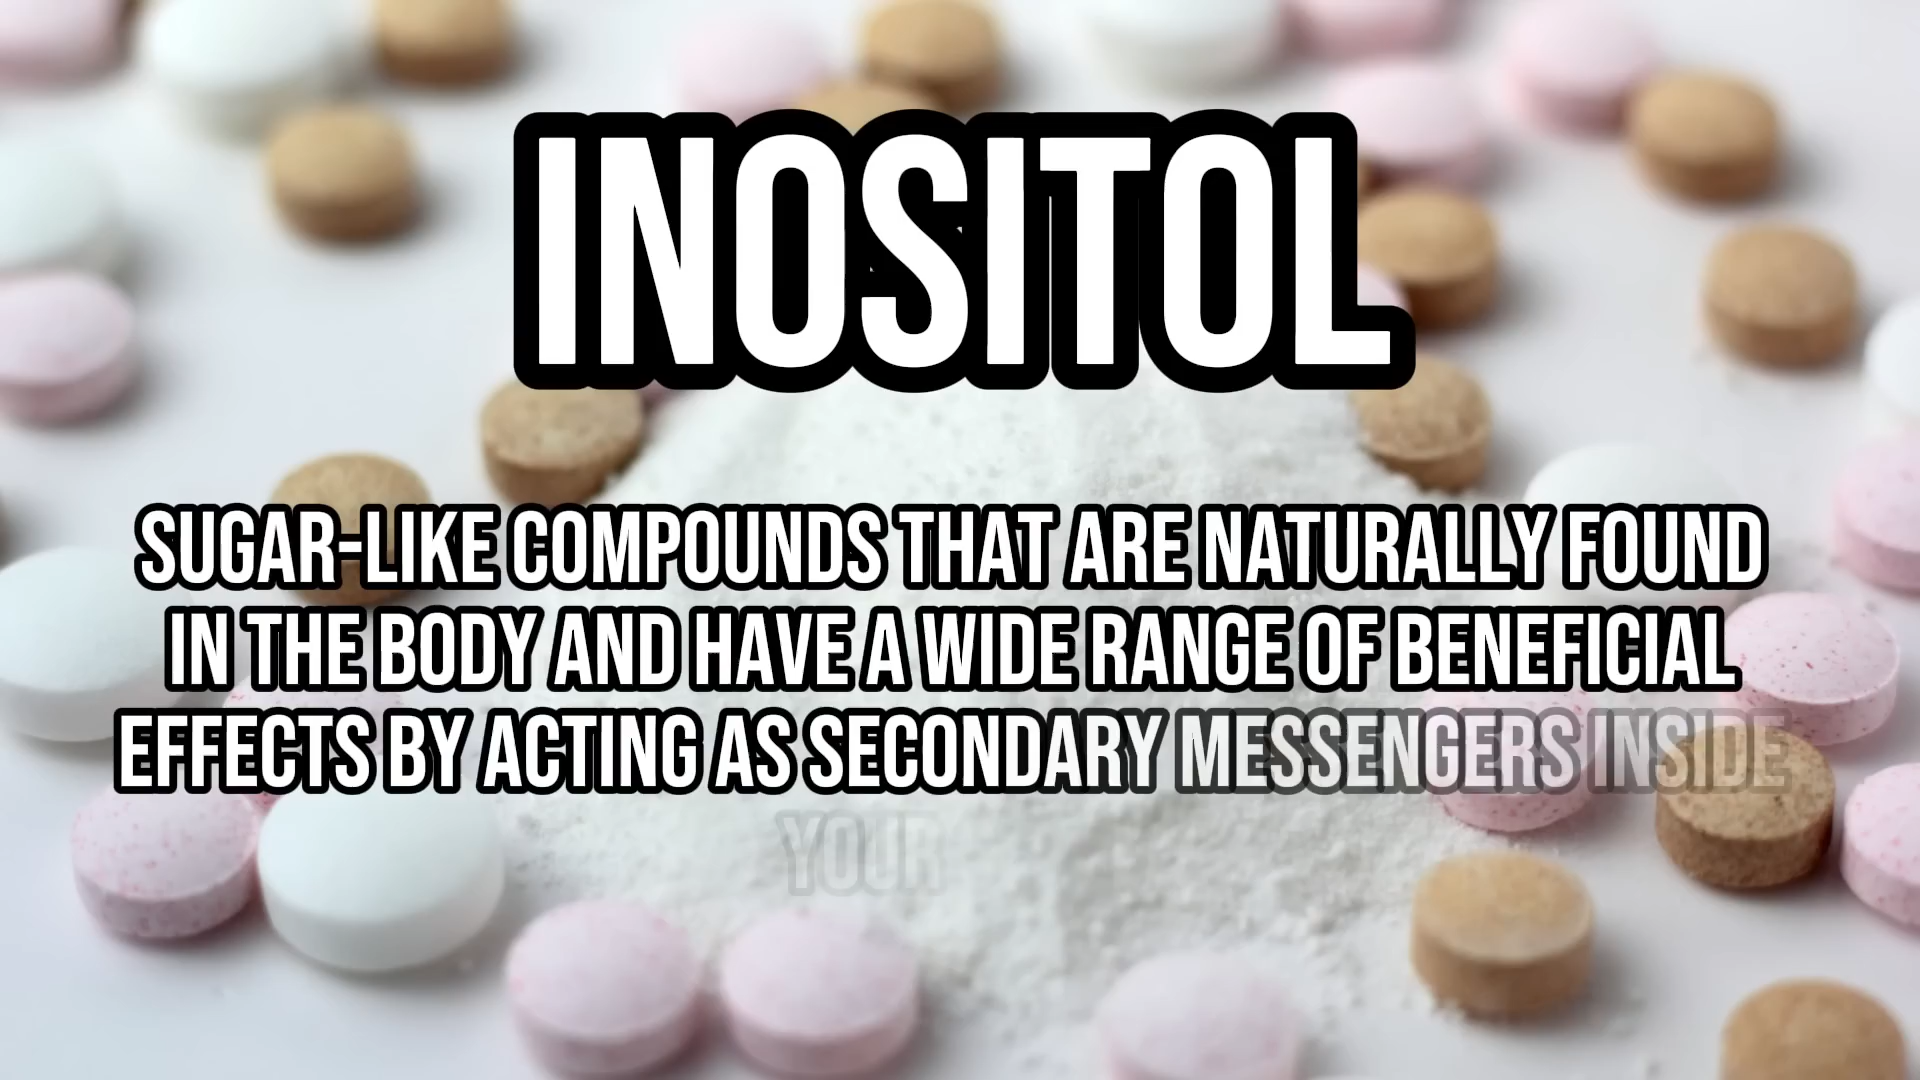 INOSITOL
SUGAR-LIKE COMPOUNDS THAT ARE NATURALLY FOUND
IN THE BODY AND HAVE A WIDE RANGE OF BENEFICIAL
EFFECTS BY ACTING AS SECONDARY MESSENGERS INSIDE
YOUR